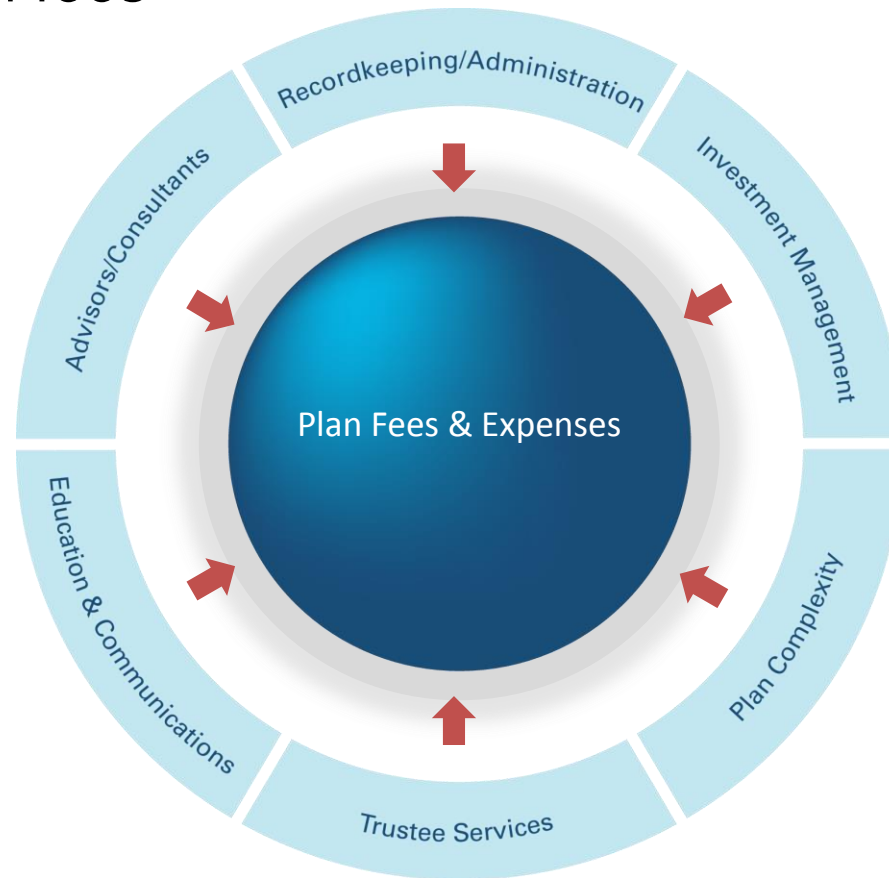 Recordkeeping/Administration
Investment Management
Plan Complexity
Trustee Services
Education & Communications
Advisors/Consultants
Plan Fees & Expenses